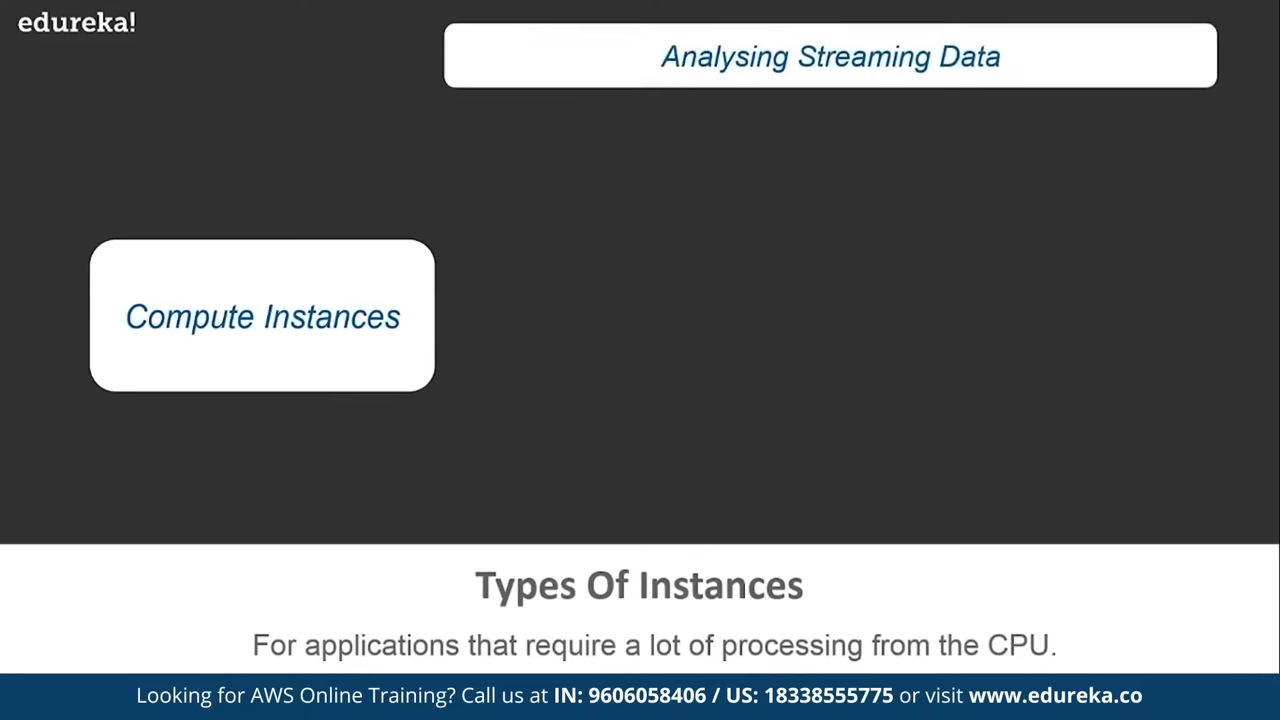 edureka!
Analysing Streaming Data
Compute Instances
Types Of Instances
For applications that require a lot of processing from the CPU.
Looking for AWS Online Training? Call us at IN: 9606058406 / US: 18338555775 or visit www.edureka.co